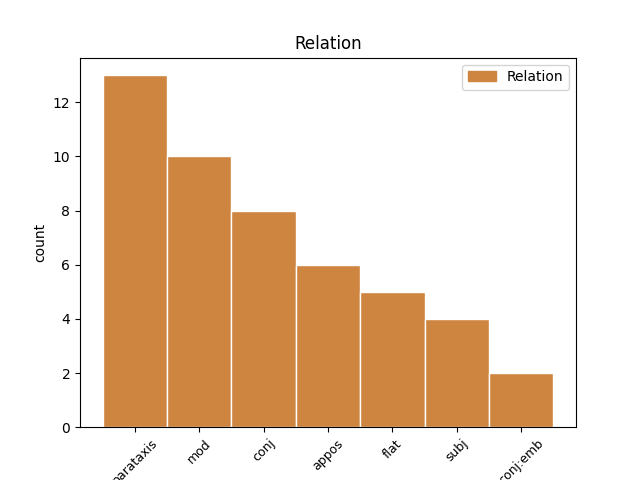 Relation
Relation
count
12
10
8
6
4
2
0
parataxis
mod
conj
appos
flat
subj
conj:emb